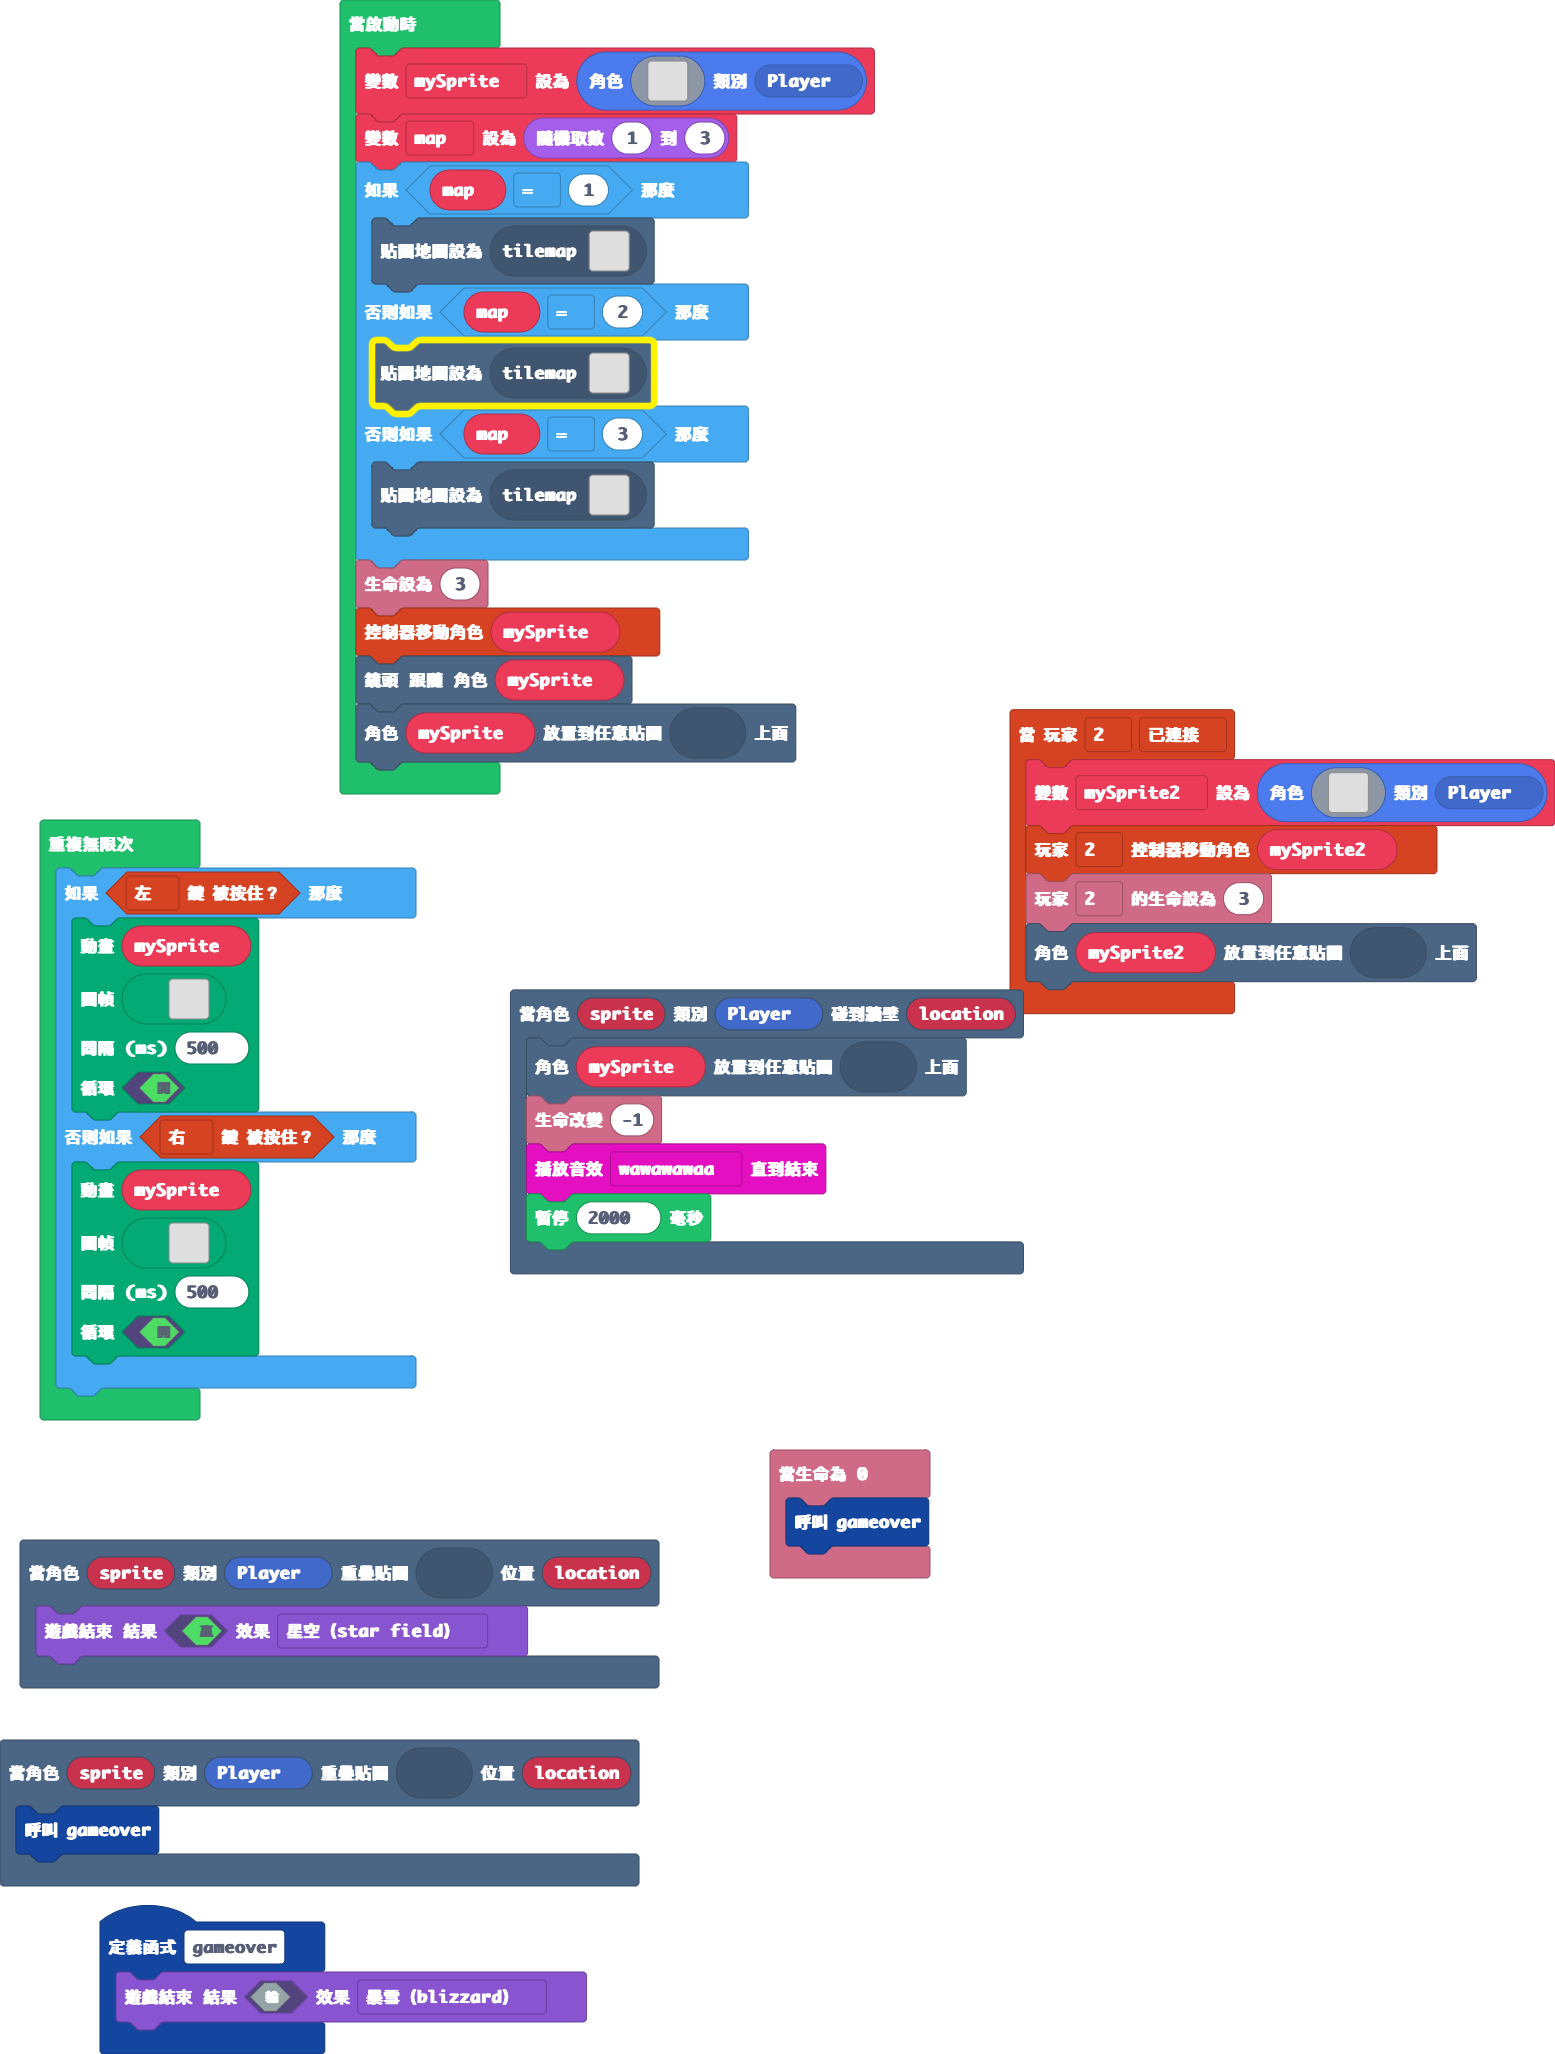 當啟動時
變數 mySprite 設為 角色 類別 Player
變數 map 設為 隨機取數 1 到 3
如果 map = 1 那麼
貼圖地圖設為 tilemap
否則如果 map = 2 那麼
貼圖地圖設為 tilemap
否則如果 map = 3 那麼
貼圖地圖設為 tilemap
生命設為 3
控制器移動角色 mySprite
鏡頭 跟隨 角色 mySprite
角色 mySprite 放置到任意貼圖 上面
當 玩家 2 已連接
變數 mySprite2 設為 角色 類別 Player
玩家 2 控制器移動角色 mySprite2
玩家 2 的生命設為 3
角色 mySprite2 放置到任意貼圖 上面
重複無限次
如果 左 鍵 被按住？ 那麼
動畫 mySprite
圖幀
間隔 (ms) 500
循環 開
否則如果 右 鍵 被按住？ 那麼
動畫 mySprite
圖幀
間隔 (ms) 500
循環 開
當角色 sprite 類別 Player 碰到牆壁 location
角色 mySprite 放置到任意貼圖 上面
生命改變 -1
播放音效 wawawawaa 直到結束
暫停 2000 毫秒
當生命為 0
呼叫 gameover
當角色 sprite 類別 Player 重疊貼圖 位置 location
遊戲結束 結果 贏 效果 星空 (star field)
當角色 sprite 類別 Player 重疊貼圖 位置 location
呼叫 gameover
定義函式 gameover
遊戲結束 結果 輸 效果 暴雪 (blizzard)